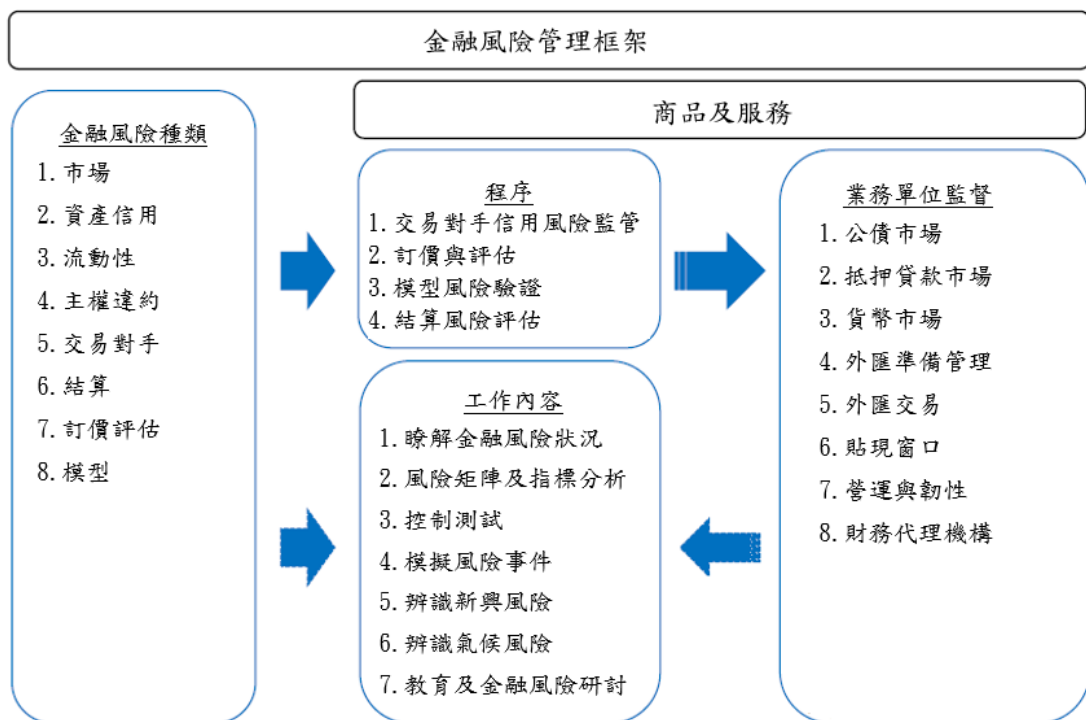 金融風險管理框架
商品及服務
金融風險種類
1.市場
2.資產信用
3.流動性
4.主權違約
5.交易對手
6.結算
7.訂價評估
8.模型
程序
1.交易對手信用風險監管
2.訂價與評估
3.模型風險驗證
4.結算風險評估
工作內容
1.瞭解金融風險狀況
2.風險矩陣及指標分析
3.控制測試
4.模擬風險事件
5.辨識新興風險
6.辨識氣候風險
7.教育及金融風險研討
業務單位監督
1.公債市場
2.抵押貸款市場
3.貨幣市場
4.外匯準備管理
5.外匯交易
6.貼現窗口
7.營運與韌性
8.財務代理機構